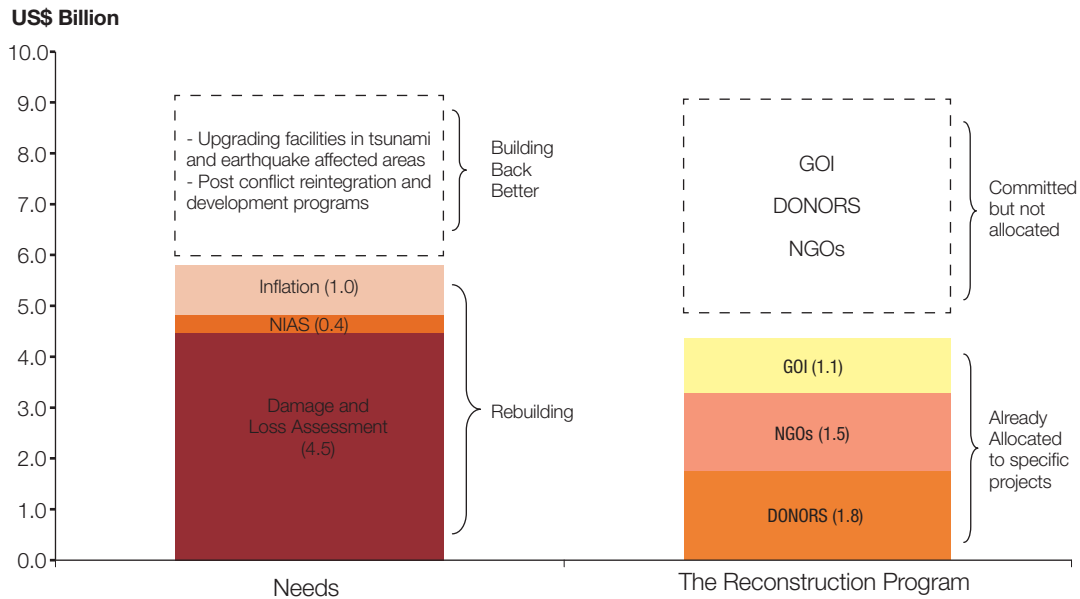 US$ Billion
10.0
9.0
8.0
7.0
6.0
5.0
4.0
3.0
2.0
1.0
0.0
- Upgrading facilities in tsunami
and earthquake affected areas
- Post conflict reintegration and
development programs
Building
Back
Better
Inflation (1.0)
NIAS (0.4)
Damage and
Loss Assessment
(4.5)
Rebuilding
Needs
GOI
DONORS
NGOs
Committed
but not
allocated
GOI (1.1)
NGOs (1.5)
DONORS (1.8)
Already
Allocated
to specific
projects
The Reconstruction Program